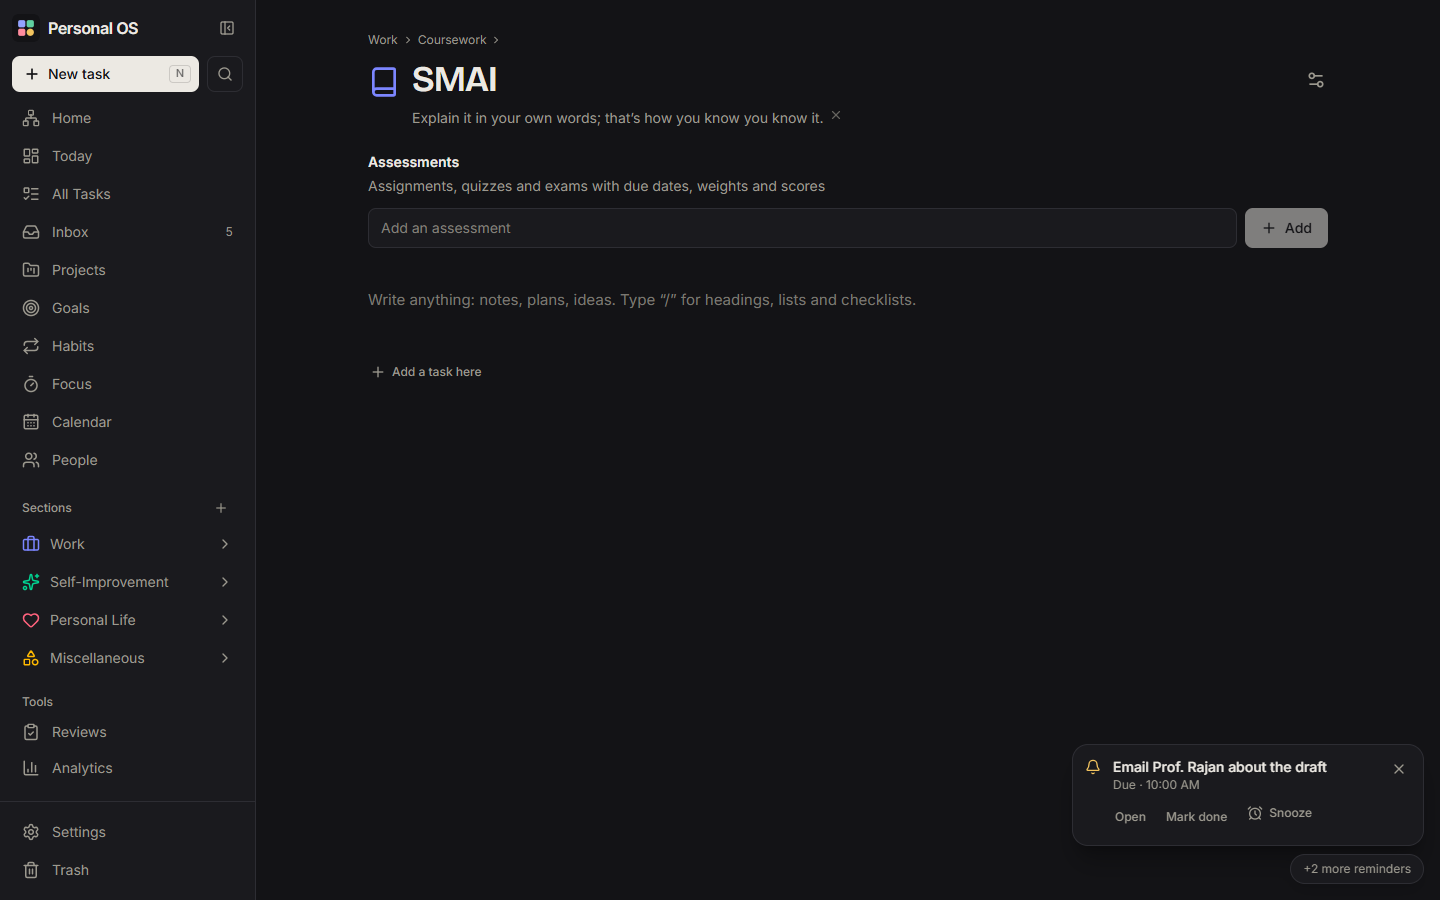 Personal OS
New task N
Home
Today
All Tasks
Inbox 5
Projects
Goals
Habits
Focus
Calendar
People
Sections
Work
Self-Improvement
Personal Life
Miscellaneous
Tools
Reviews
Analytics
Settings
Trash
Work › Coursework ›
SMAI
Explain it in your own words; that’s how you know you know it.
Assessments
Assignments, quizzes and exams with due dates, weights and scores
Add an assessment
Add
Write anything: notes, plans, ideas. Type “/” for headings, lists and checklists.
Add a task here
Email Prof. Rajan about the draft
Due · 10:00 AM
Open Mark done Snooze
+2 more reminders